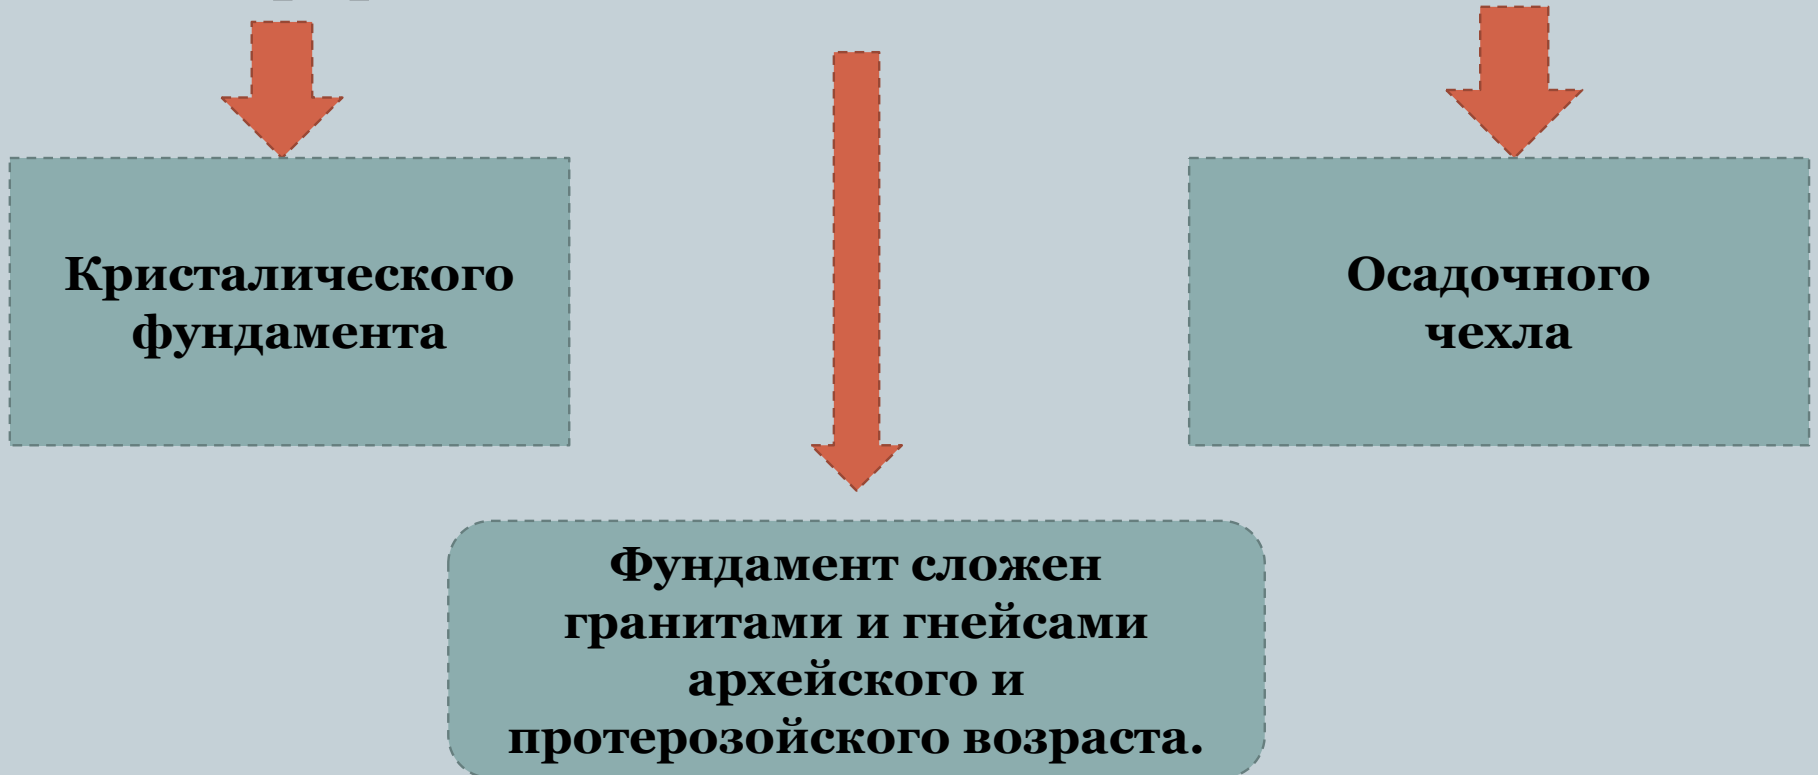 Кристалического
фундамента
Осадочного
чехла
Фундамент сложен
гранитами и гнейсами
архейского и
протерозойского возраста.